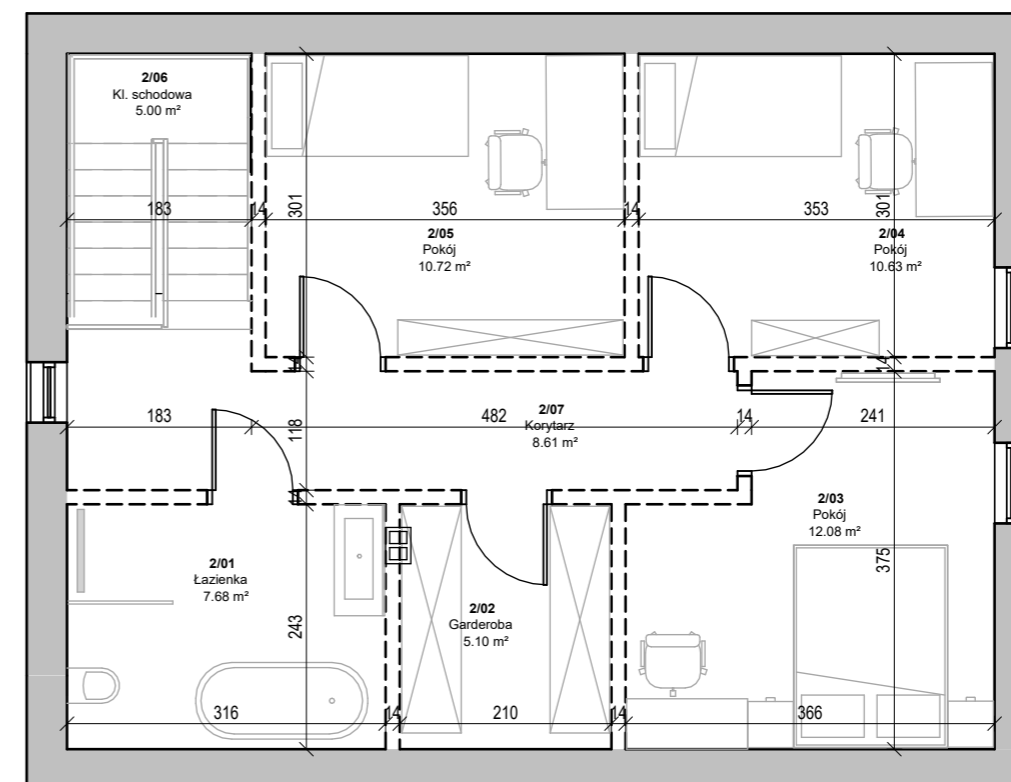 2/06
Kl. schodowa
5.00 m²
183
14
301
356
14
353
301
2/05
Pokój
10.72 m²
2/04
Pokój
10.63 m²
14
14
183
118
482
2/07
Korytarz
8.61 m²
14
241
14
2/03
Pokój
12.08 m²
375
2/01
Łazienka
7.68 m²
243
2/02
Garderoba
5.10 m²
316
14
210
14
366